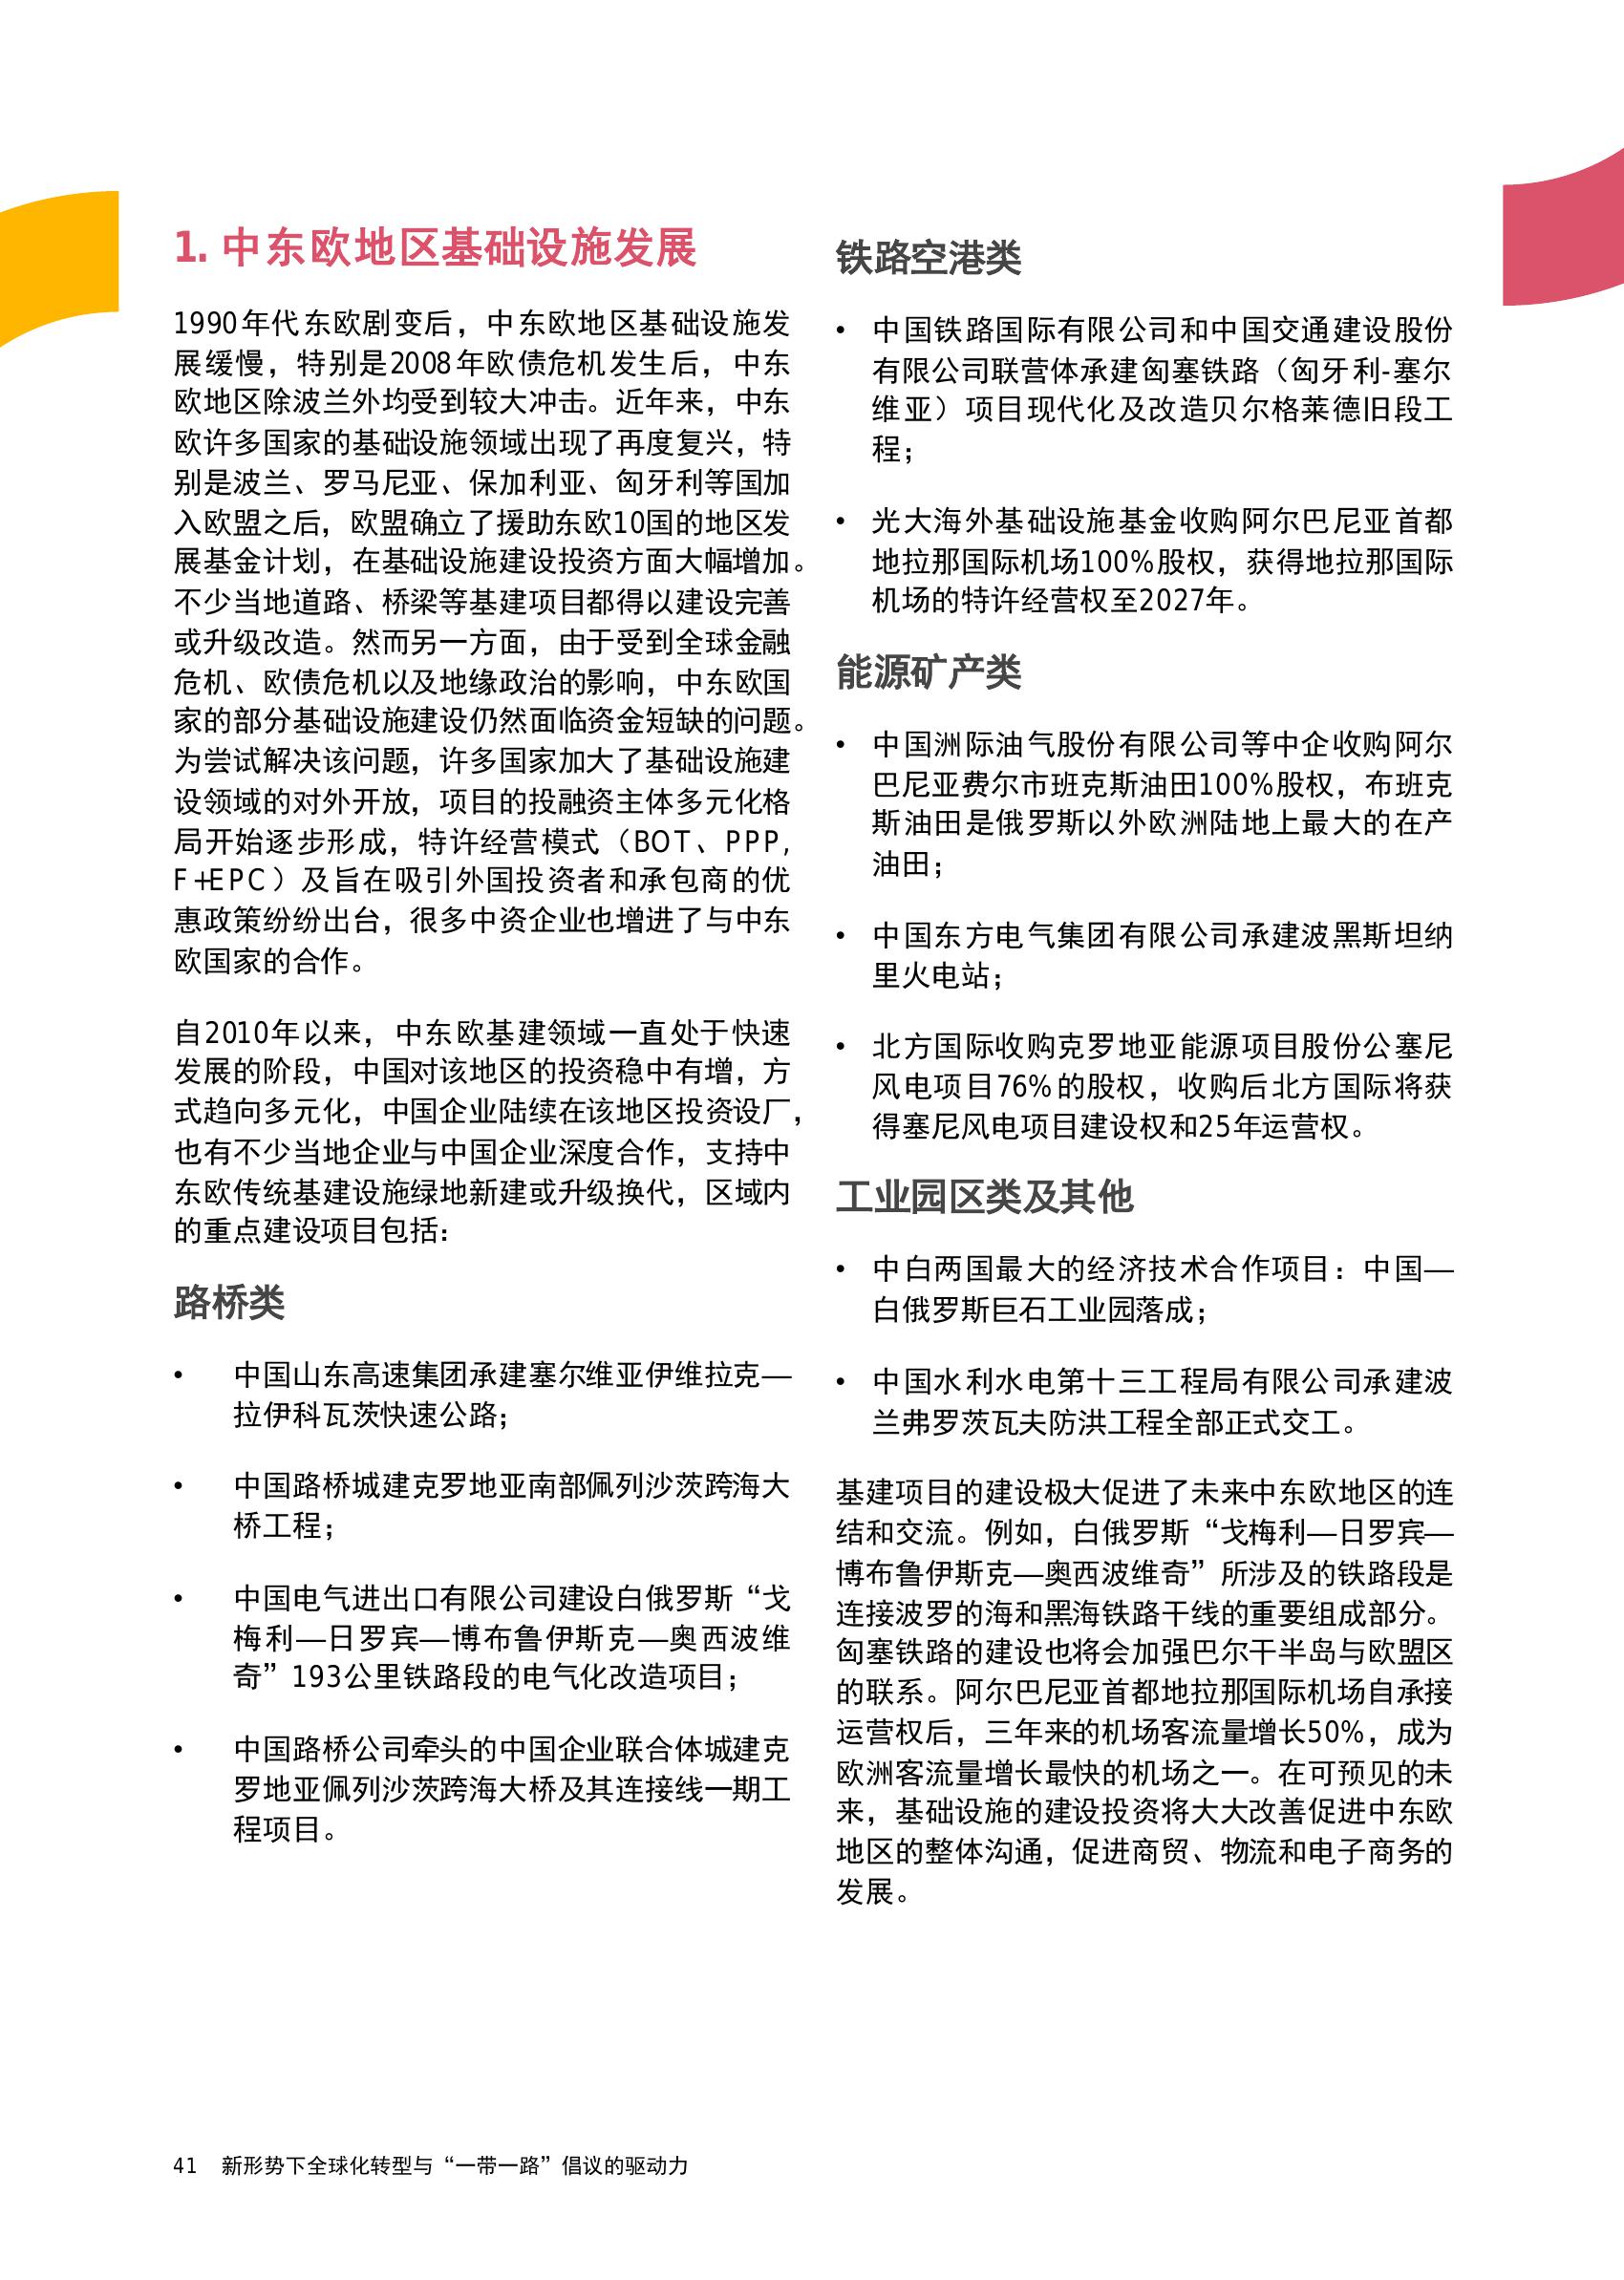 1. 中东欧地区基础设施发展
1990年代东欧剧变后，中东欧地区基础设施发
展缓慢，特别是2008年欧债危机发生后，中东
欧地区除波兰外均受到较大冲击。近年来，中东
欧许多国家的基础设施领域出现了再度复兴，特
别是波兰、罗马尼亚、保加利亚、匈牙利等国加
入欧盟之后，欧盟确立了援助东欧10国的地区发
展基金计划，在基础设施建设投资方面大幅增加。
不少当地道路、桥梁等基建项目都得以建设完善
或升级改造。然而另一方面，由于受到全球金融
危机、欧债危机以及地缘政治的影响，中东欧国
家的部分基础设施建设仍然面临资金短缺的问题。
为尝试解决该问题，许多国家加大了基础设施建
设领域的对外开放，项目的投融资主体多元化格
局开始逐步形成，特许经营模式（BOT、PPP,
F+EPC）及旨在吸引外国投资者和承包商的优
惠政策纷纷出台，很多中资企业也增进了与中东
欧国家的合作。
自2010年以来，中东欧基建领域一直处于快速
发展的阶段，中国对该地区的投资稳中有增，方
式趋向多元化，中国企业陆续在该地区投资设厂，
也有不少当地企业与中国企业深度合作，支持中
东欧传统基建设施绿地新建或升级换代，区域内
的重点建设项目包括：
路桥类
• 中国山东高速集团承建塞尔维亚伊维拉克—
拉伊科瓦茨快速公路；
• 中国路桥城建克罗地亚南部佩列沙茨跨海大
桥工程；
• 中国电气进出口有限公司建设白俄罗斯“戈
梅利—日罗宾—博布鲁伊斯克—奥西波维
奇”193公里铁路段的电气化改造项目；
• 中国路桥公司牵头的中国企业联合体城建克
罗地亚佩列沙茨跨海大桥及其连接线一期工
程项目。
铁路空港类
• 中国铁路国际有限公司和中国交通建设股份
有限公司联营体承建匈塞铁路（匈牙利-塞尔
维亚）项目现代化及改造贝尔格莱德旧段工
程；
• 光大海外基础设施基金收购阿尔巴尼亚首都
地拉那国际机场100%股权，获得地拉那国际
机场的特许经营权至2027年。
能源矿产类
• 中国洲际油气股份有限公司等中企收购阿尔
巴尼亚费尔市班克斯油田100%股权，布班克
斯油田是俄罗斯以外欧洲陆地上最大的在产
油田；
• 中国东方电气集团有限公司承建波黑斯坦纳
里火电站；
• 北方国际收购克罗地亚能源项目股份公塞尼
风电项目76%的股权，收购后北方国际将获
得塞尼风电项目建设权和25年运营权。
工业园区类及其他
• 中白两国最大的经济技术合作项目：中国—
白俄罗斯巨石工业园落成；
• 中国水利水电第十三工程局有限公司承建波
兰弗罗茨瓦夫防洪工程全部正式交工。
基建项目的建设极大促进了未来中东欧地区的连
结和交流。例如，白俄罗斯“戈梅利—日罗宾—
博布鲁伊斯克—奥西波维奇”所涉及的铁路段是
连接波罗的海和黑海铁路干线的重要组成部分。
匈塞铁路的建设也将会加强巴尔干半岛与欧盟区
的联系。阿尔巴尼亚首都地拉那国际机场自承接
运营权后，三年来的机场客流量增长50%，成为
欧洲客流量增长最快的机场之一。在可预见的未
来，基础设施的建设投资将大大改善促进中东欧
地区的整体沟通，促进商贸、物流和电子商务的
发展。
41 新形势下全球化转型与“一带一路”倡议的驱动力